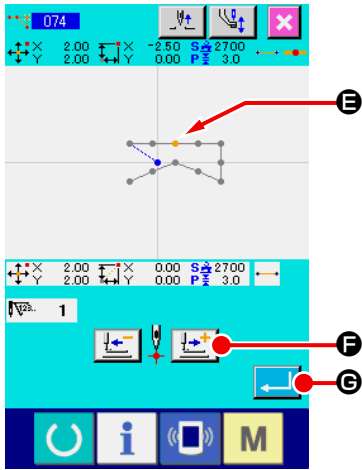 074
X 2.00 X -2.50 S 2700
Y 2.00 Y 0.00 P 3.0
E
X 2.00 X 0.00 S 2700
Y 2.00 Y 0.00 P 3.0
123.. 1
F
G
i M